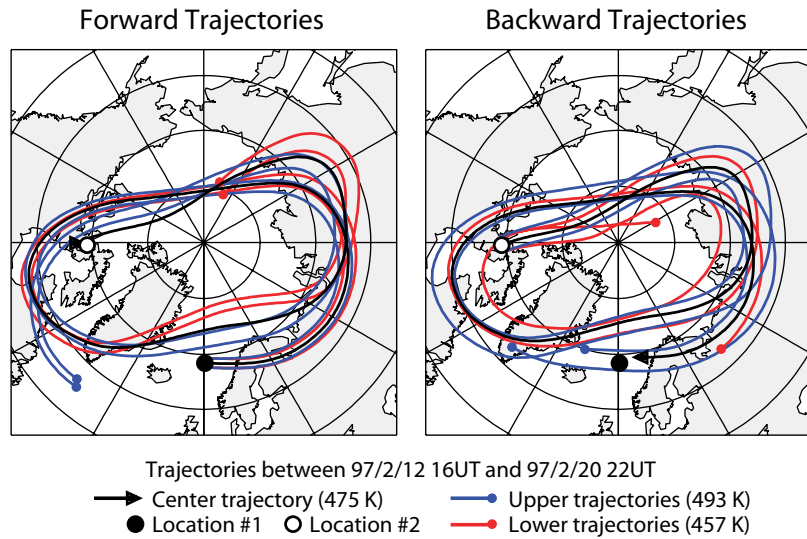 Forward Trajectories
Backward Trajectories
Trajectories between 97/2/12 16UT and 97/2/20 22UT
Center trajectory (475 K)
Upper trajectories (493 K)
Location #1
Location #2
Lower trajectories (457 K)